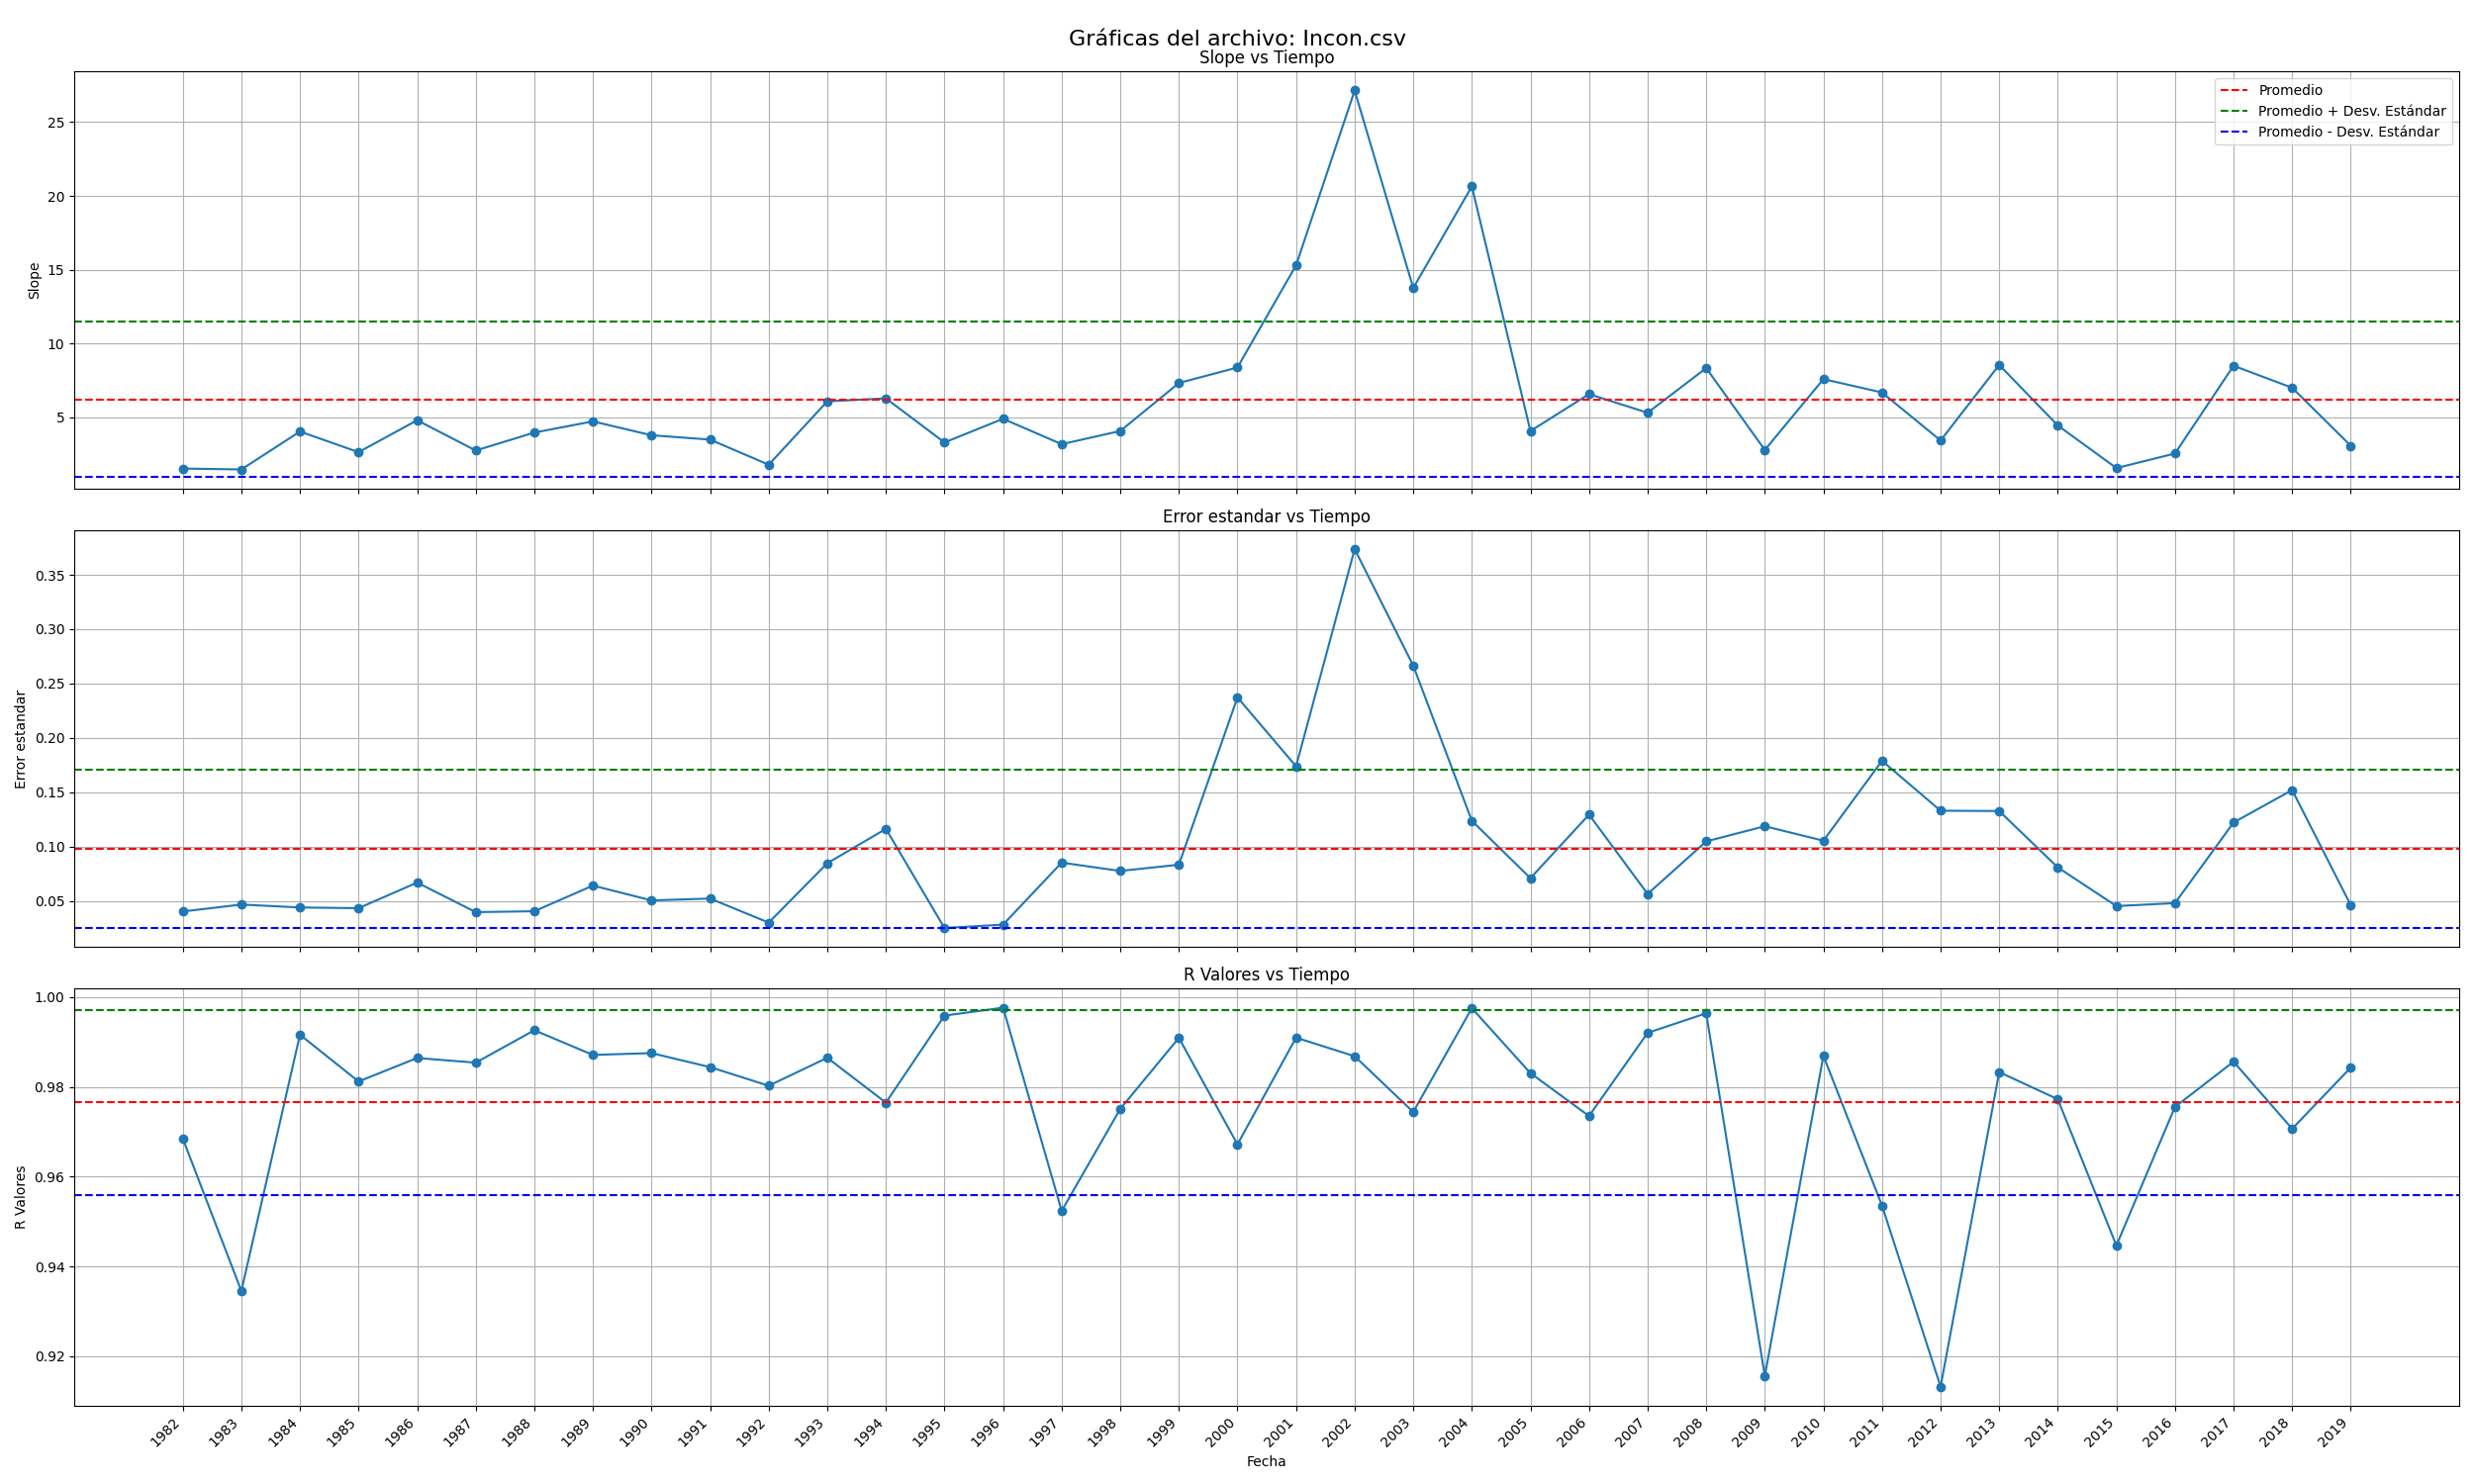 Gráficas del archivo: Incon.csv
Slope vs Tiempo
Promedio
Promedio + Desv. Estándar
Promedio - Desv. Estándar
Slope
25
20
15
10
5
Error estandar vs Tiempo
Error estandar
0.35
0.30
0.25
0.20
0.15
0.10
0.05
R Valores vs Tiempo
R Valores
1.00
0.98
0.96
0.94
0.92
1982 1983 1984 1985 1986 1987 1988 1989 1990 1991 1992 1993 1994 1995 1996 1997 1998 1999 2000 2001 2002 2003 2004 2005 2006 2007 2008 2009 2010 2011 2012 2013 2014 2015 2016 2017 2018 2019
Fecha